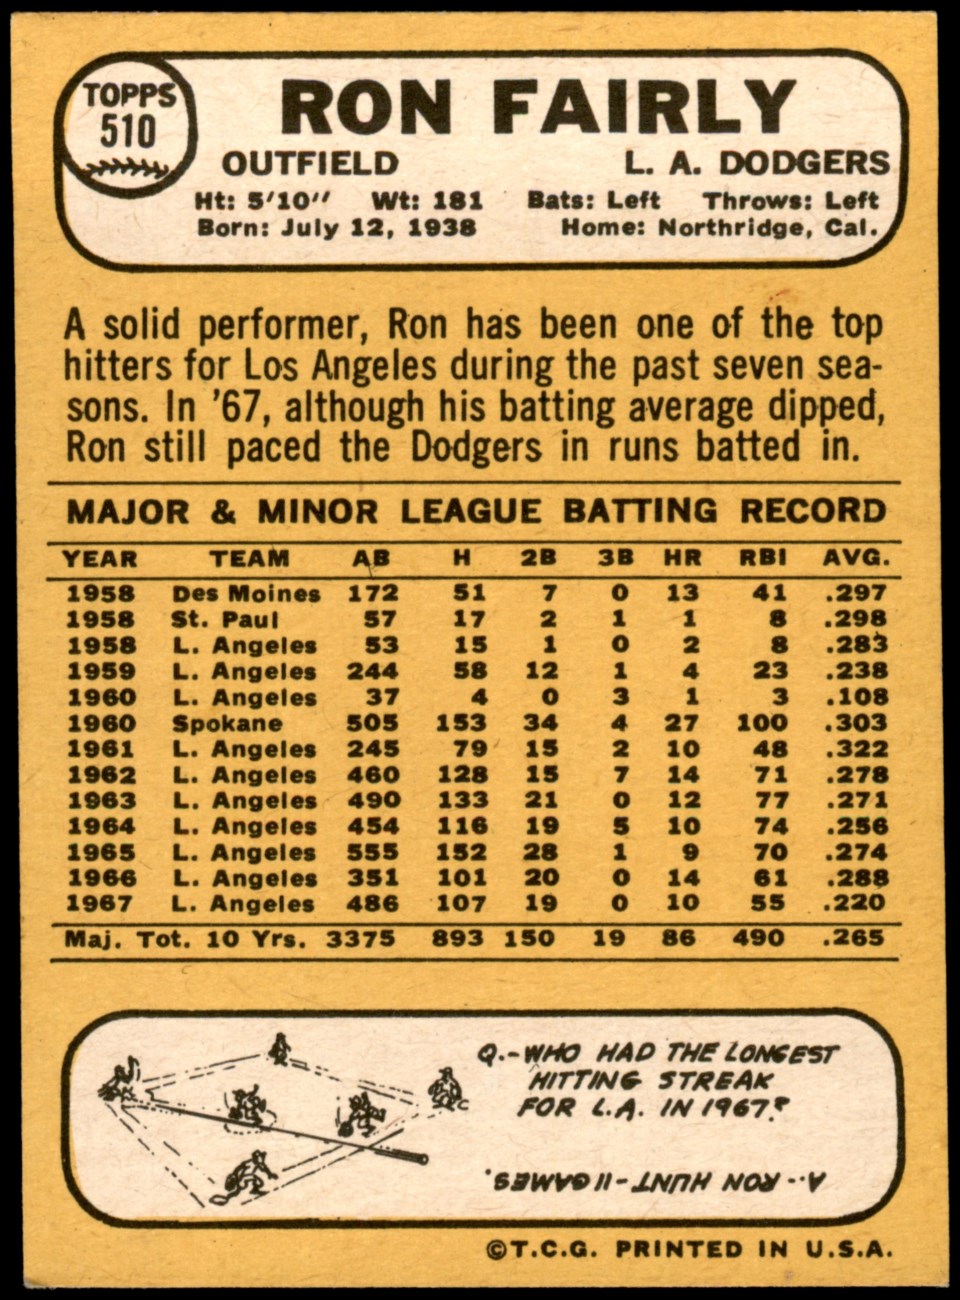 TOPPS
510
RON FAIRLY
OUTFIELD L. A. DODGERS
Ht: 5'10" Wt: 181 Bats: Left Throws: Left
Born: July 12, 1938 Home: Northridge, Cal.
A solid performer, Ron has been one of the top
hitters for Los Angeles during the past seven sea-
sons. In '67, although his batting average dipped,
Ron still paced the Dodgers in runs batted in.
MAJOR & MINOR LEAGUE BATTING RECORD
YEAR TEAM AB H 2B 3B HR RBI AVG.
1958 Des Moines 172 51 7 0 13 41 .297
1958 St. Paul 57 17 2 1 1 8 .298
1958 L. Angeles 53 15 1 0 2 8 .283
1959 L. Angeles 244 58 12 1 4 23 .238
1960 L. Angeles 37 4 0 3 1 3 .108
1960 Spokane 505 153 34 4 27 100 .303
1961 L. Angeles 245 79 15 2 10 48 .322
1962 L. Angeles 460 128 15 7 14 71 .278
1963 L. Angeles 490 133 21 0 12 77 .271
1964 L. Angeles 454 116 19 5 10 74 .256
1965 L. Angeles 555 152 28 1 9 70 .274
1966 L. Angeles 351 101 20 0 14 61 .288
1967 L. Angeles 486 107 19 0 10 55 .220
Maj. Tot. 10 Yrs. 3375 893 150 19 86 490 .265
Q.-WHO HAD THE LONGEST
HITTING STREAK
FOR L.A. IN 1967?
A-- RON HUNT - 11 GAMES.
©T.C.G. PRINTED IN U.S.A.